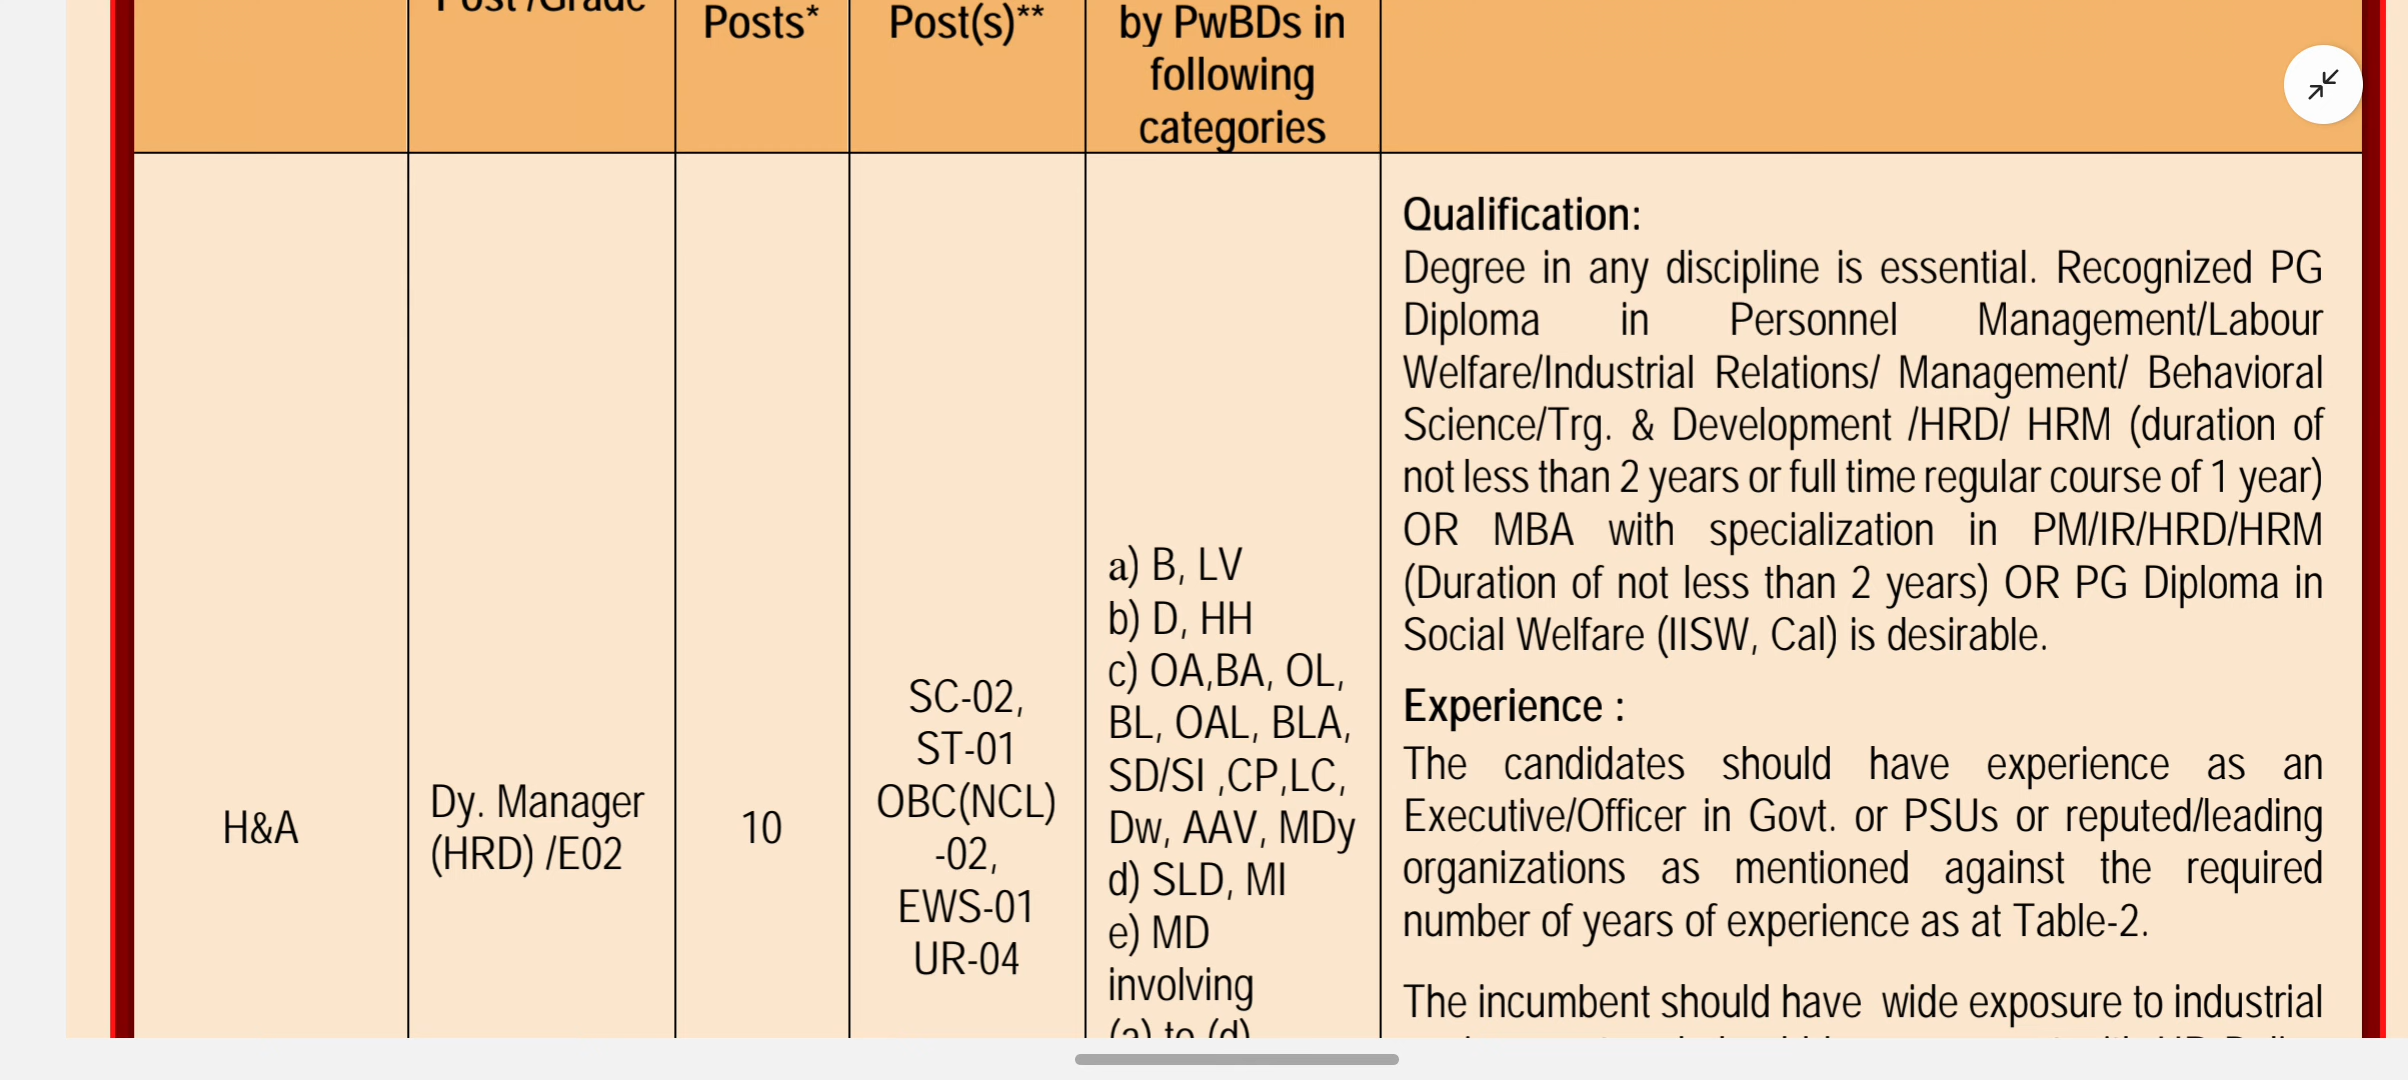 Post /Grade
Posts*
Post(s)**
by PwBDs in
following
categories
H&A
Dy. Manager
(HRD) /E02
10
SC-02,
ST-01
OBC(NCL)
-02,
EWS-01
UR-04
a) B, LV
b) D, HH
c) OA,BA, OL,
BL, OAL, BLA,
SD/SI ,CP,LC,
Dw, AAV, MDy
d) SLD, MI
e) MD
involving
(a) to (d)
Qualification:
Degree in any discipline is essential. Recognized PG
Diploma in Personnel Management/Labour
Welfare/Industrial Relations/ Management/ Behavioral
Science/Trg. & Development /HRD/ HRM (duration of
not less than 2 years or full time regular course of 1 year)
OR MBA with specialization in PM/IR/HRD/HRM
(Duration of not less than 2 years) OR PG Diploma in
Social Welfare (IISW, Cal) is desirable.
Experience :
The candidates should have experience as an
Executive/Officer in Govt. or PSUs or reputed/leading
organizations as mentioned against the required
number of years of experience as at Table-2.
The incumbent should have wide exposure to industrial